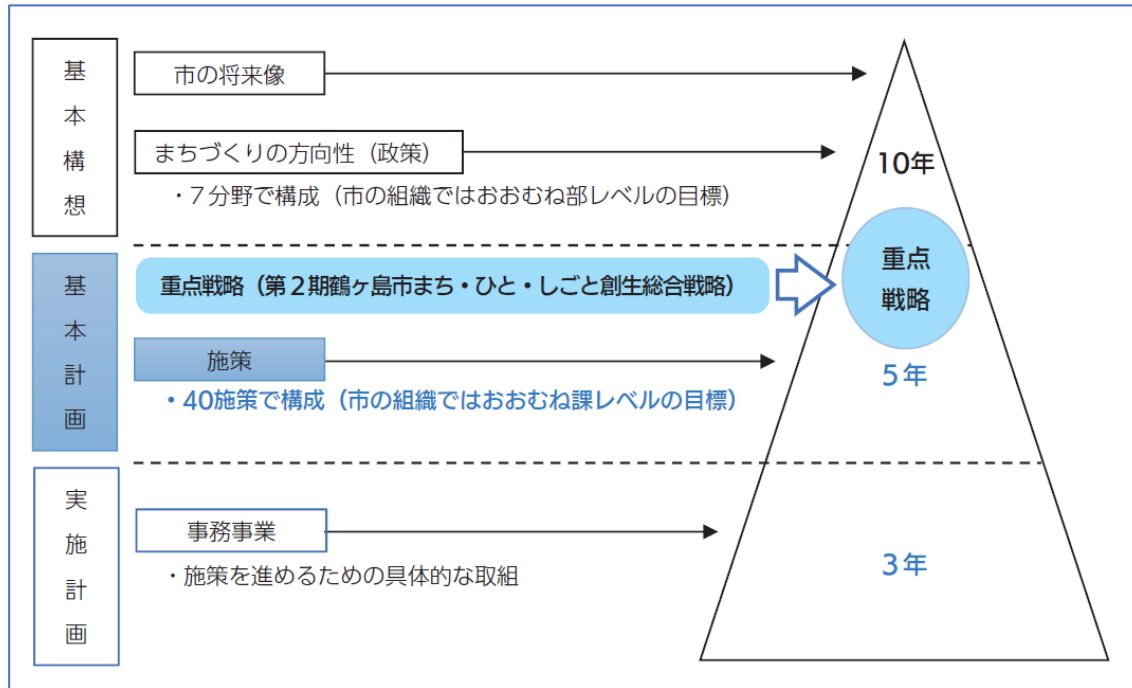 基本構想
市の将来像
まちづくりの方向性（政策）
・７分野で構成（市の組織ではおおむね部レベルの目標）
10年
基本計画
重点戦略（第２期鶴ヶ島市まち・ひと・しごと創生総合戦略）
重点
戦略
施策
・40施策で構成（市の組織ではおおむね課レベルの目標）
５年
実施計画
事務事業
・施策を進めるための具体的な取組
３年